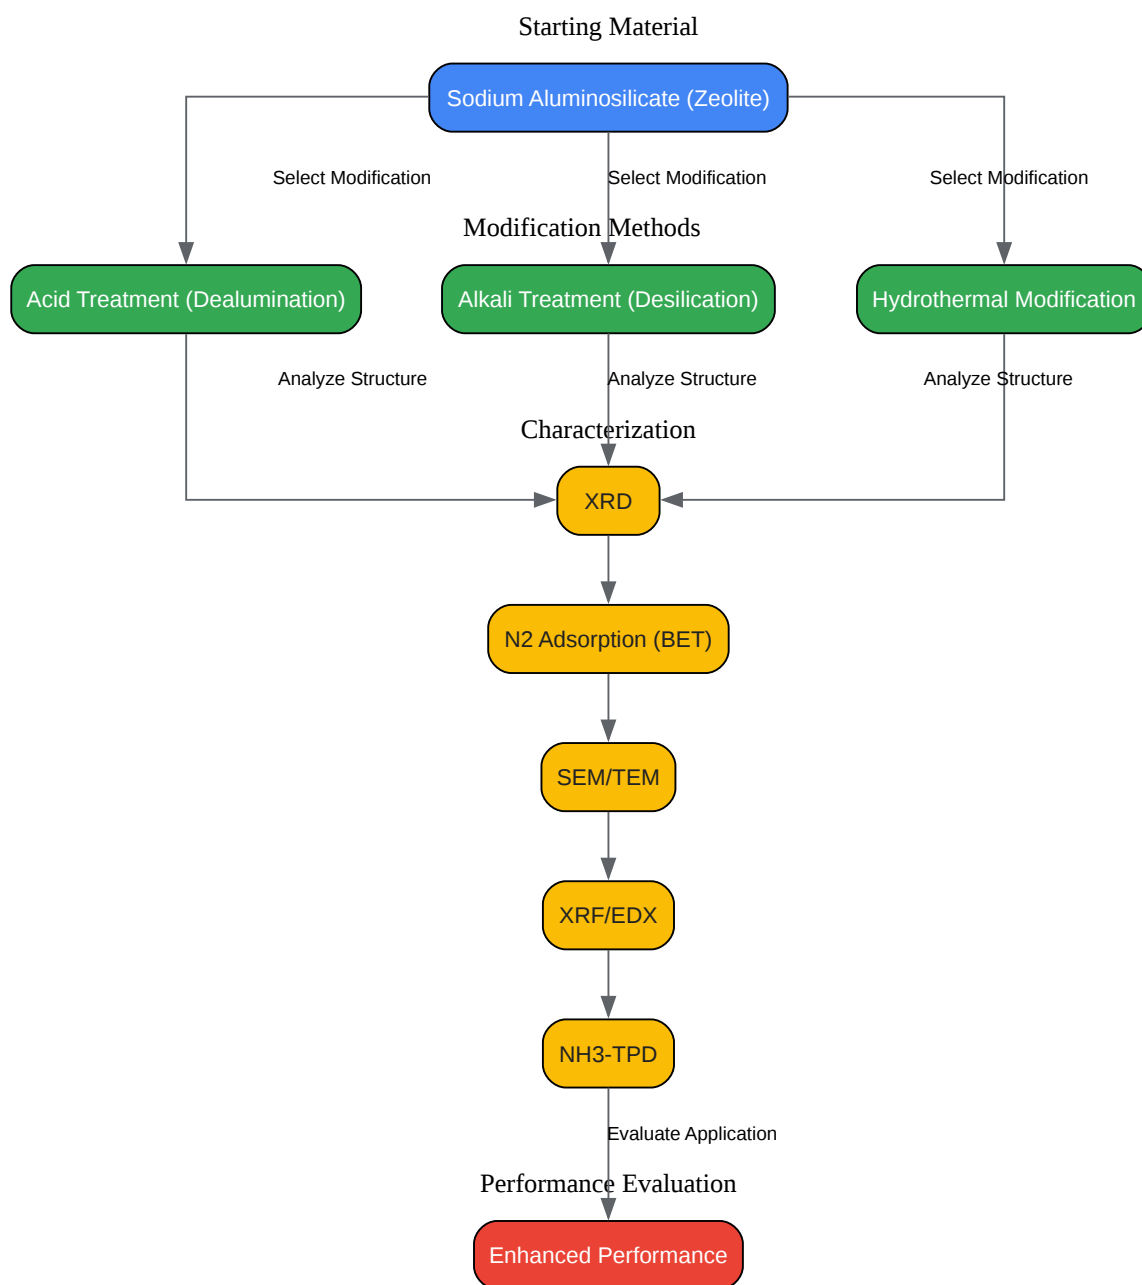 Starting Material
Sodium Aluminosilicate (Zeolite)
Select Modification
Select Modification
Select Modification
Modification Methods
Acid Treatment (Dealumination)
Alkali Treatment (Desilication)
Hydrothermal Modification
Analyze Structure
Analyze Structure
Analyze Structure
Characterization
XRD
N2 Adsorption (BET)
SEM/TEM
XRF/EDX
NH3-TPD
Evaluate Application
Performance Evaluation
Enhanced Performance